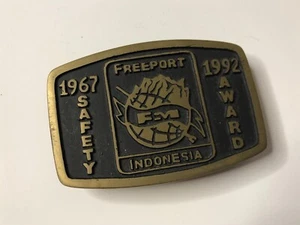 FREEPORT
1967
1992
SAFETY
AWARD
FM
INDONESIA